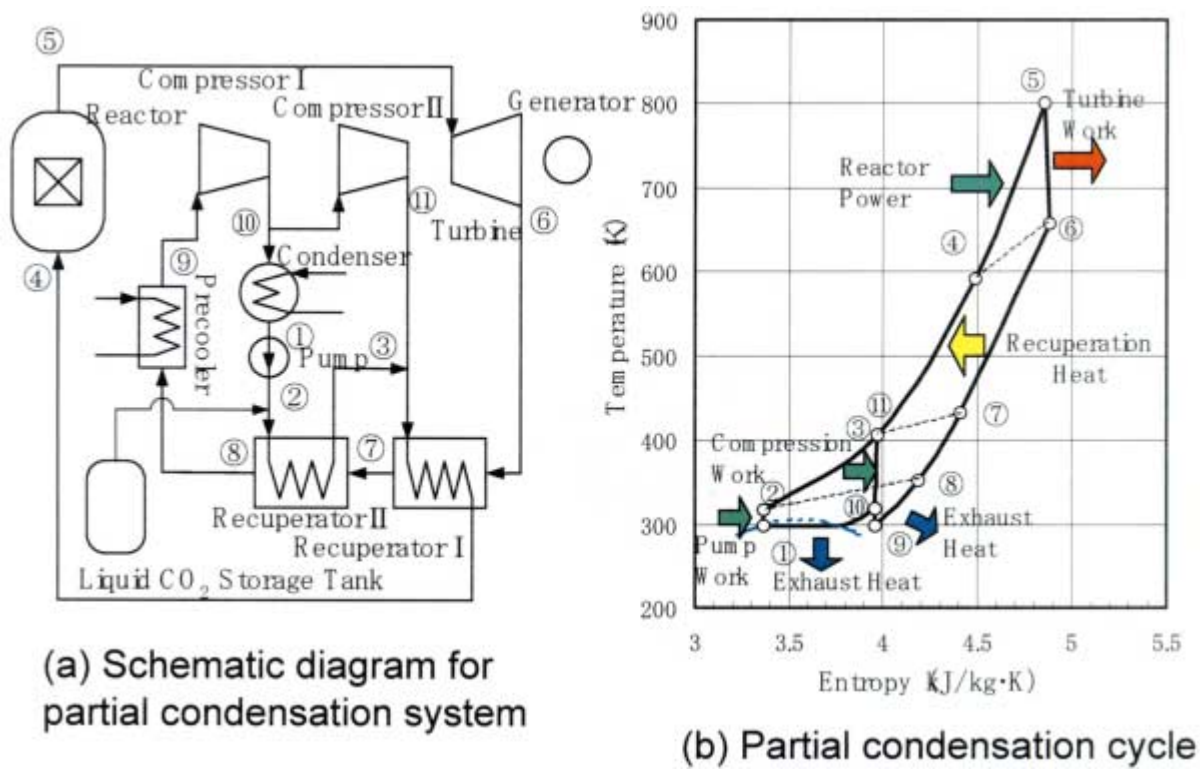 ⑤
Compressor I
Reactor
Compressor II
Generator
⑪
⑩
Turbine
⑥
④
⑨
Condenser
Precooler
①
Pump
③
②
⑧
⑦
Recuperator II
Recuperator I
Liquid CO₂ Storage Tank
(a) Schematic diagram for
partial condensation system
900
800
700
600
500
400
300
200
Temperature (K)
⑤
Turbine
Work
Reactor
Power
⑥
④
Recuperation
Heat
⑪
⑦
③
Compression
Work
②
⑧
⑩
Exhaust
Heat
⑨
Pump
Work
①
Exhaust Heat
3
3.5
4
4.5
5
5.5
Entropy (KJ/kg·K)
(b) Partial condensation cycle